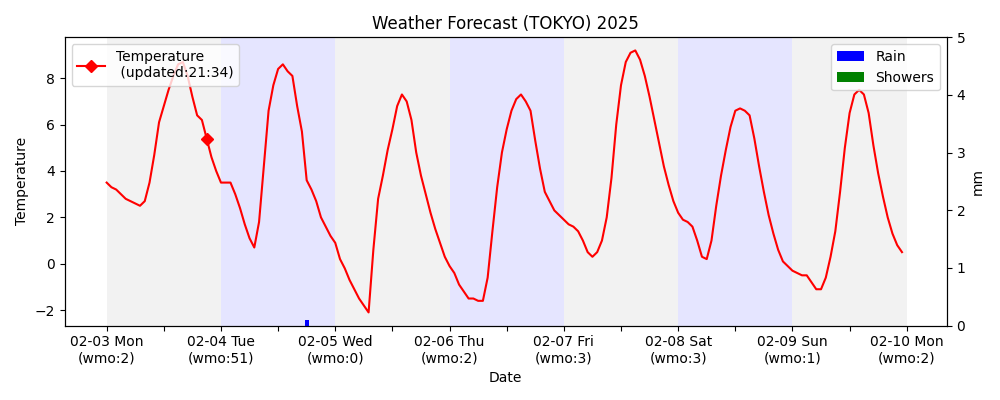 Weather Forecast (TOKYO) 2025
Temperature
(updated:21:34)
Rain
Showers
Temperature
8
6
4
2
0
−2
5
4
3
2
1
0
mm
02-03 Mon
(wmo:2)
02-04 Tue
(wmo:51)
02-05 Wed
(wmo:0)
02-06 Thu
(wmo:2)
02-07 Fri
(wmo:3)
02-08 Sat
(wmo:3)
02-09 Sun
(wmo:1)
02-10 Mon
(wmo:2)
Date